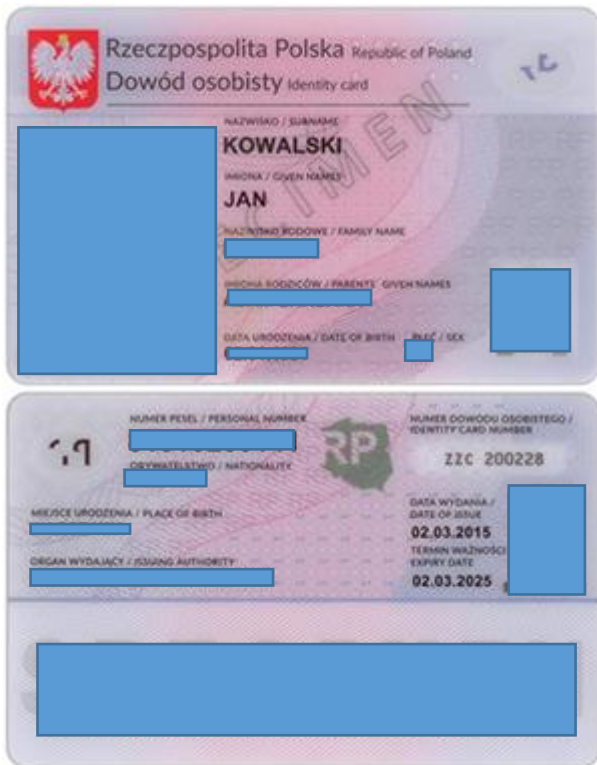 Rzeczpospolita Polska Republic of Poland
Dowód osobisty Identity card
NAZWISKO / SURNAME
KOWALSKI
IMIONA / GIVEN NAMES
JAN
NAZWISKO RODOWE / FAMILY NAME
IMIONA RODZICÓW / PARENTS' GIVEN NAMES
DATA URODZENIA / DATE OF BIRTH PŁEĆ / SEX
NUMER PESEL / PERSONAL NUMBER
OBYWATELSTWO / NATIONALITY
MIEJSCE URODZENIA / PLACE OF BIRTH
ORGAN WYDAJĄCY / ISSUING AUTHORITY
RP
NUMER DOWODU OSOBISTEGO /
IDENTITY CARD NUMBER
ZZC 200228
DATA WYDANIA /
DATE OF ISSUE
02.03.2015
TERMIN WAŻNOŚCI
EXPIRY DATE
02.03.2025